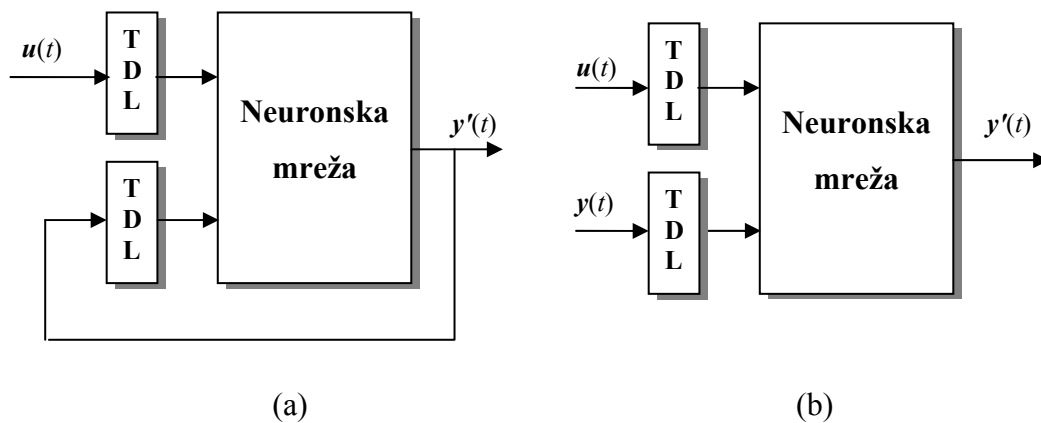 u(t)
T
D
L
T
D
L
Neuronska
mreža
y'(t)
(a)
u(t)
T
D
L
y(t)
T
D
L
Neuronska
mreža
y'(t)
(b)